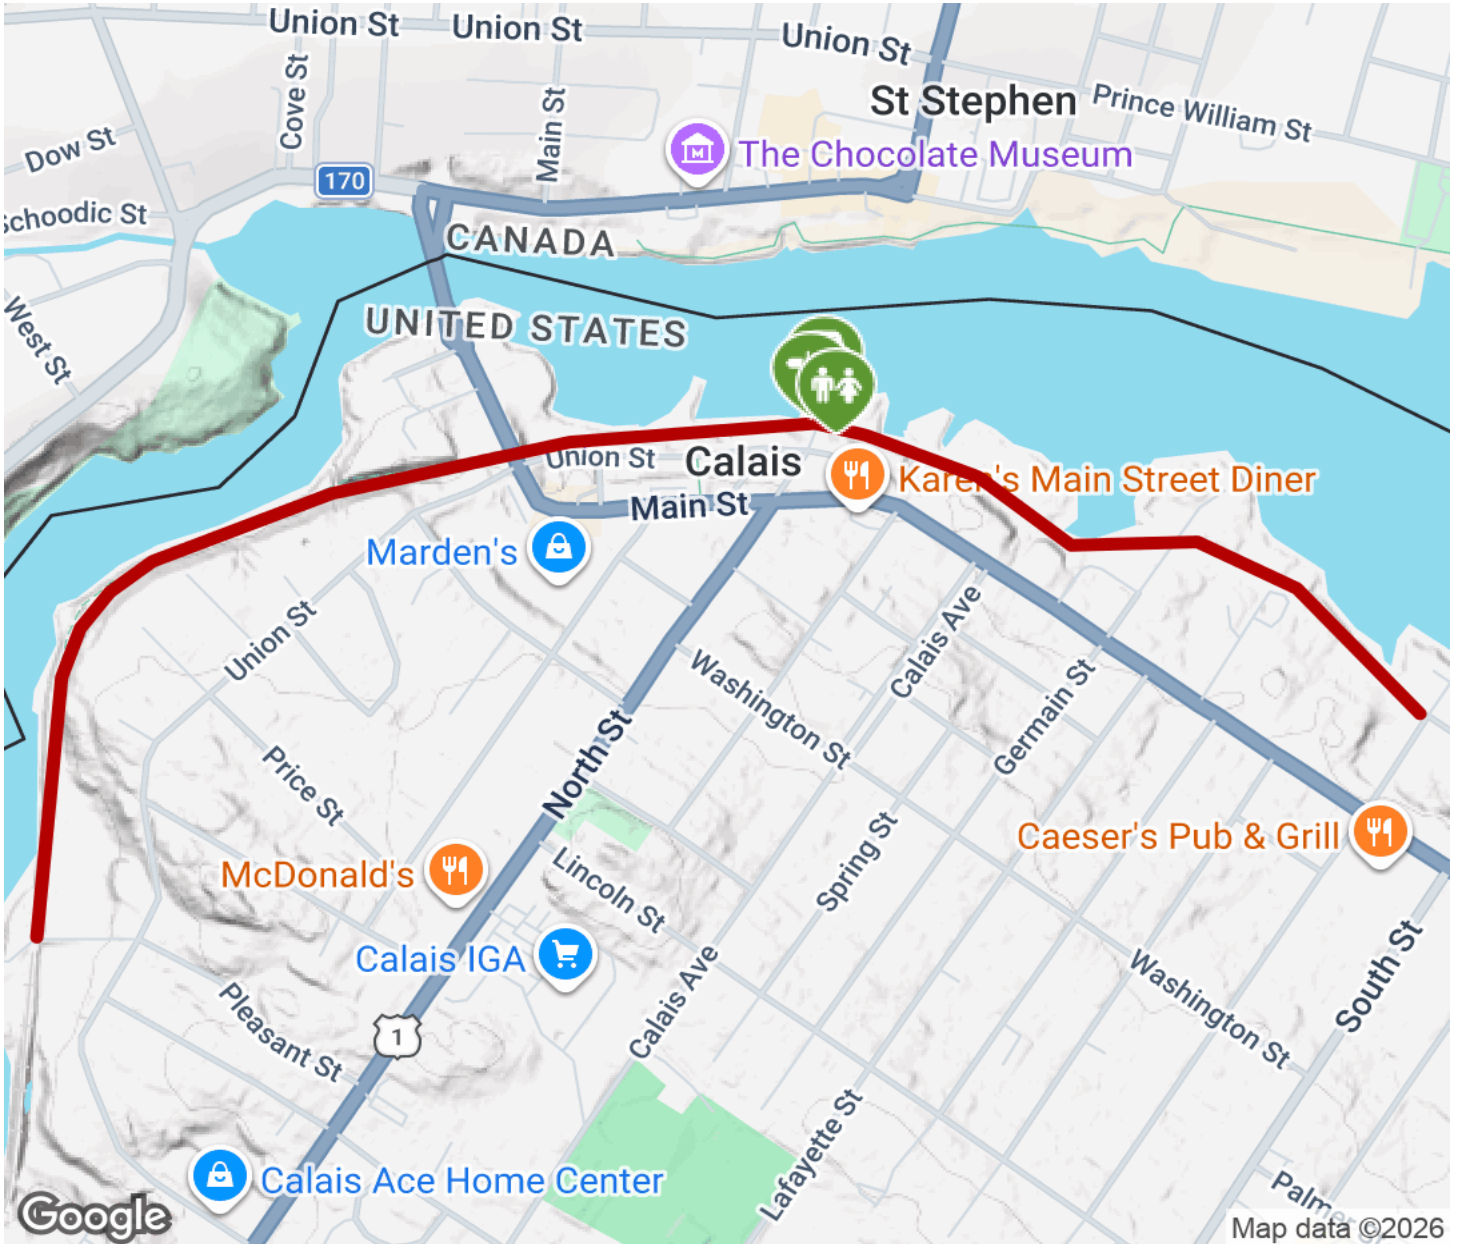 Union St
Union St
Union St
Cove St
Main St
St Stephen
Prince William St
Dow St
The Chocolate Museum
170
Schoodic St
CANADA
UNITED STATES
West St
Union St
Calais
Karen's Main Street Diner
Main St
Marden's
Union St
Calais Ave
Washington St
Germain St
North St
Price St
Caeser's Pub & Grill
McDonald's
Spring St
Lincoln St
Calais IGA
Calais Ave
Washington St
South St
Pleasant St
1
Lafayette St
Calais Ace Home Center
Palmer
Google
Map data ©2026